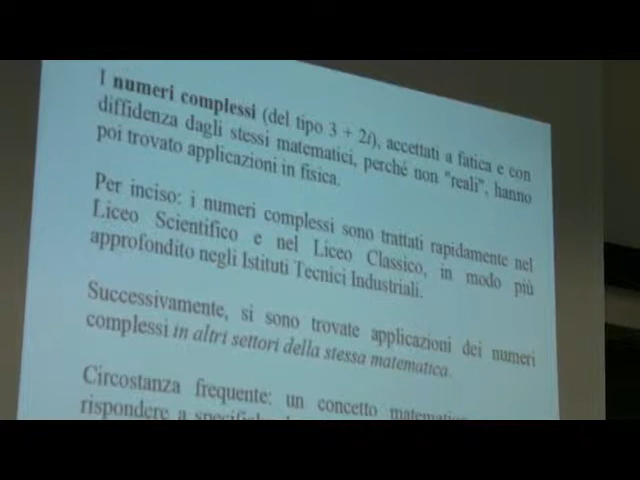 I numeri complessi (del tipo 3 + 2i), accettati a fatica e con
diffidenza dagli stessi matematici, perché non "reali", hanno
poi trovato applicazioni in fisica.
Per inciso: i numeri complessi sono trattati rapidamente nel
Liceo Scientifico e nel Liceo Classico, in modo più
approfondito negli Istituti Tecnici Industriali.
Successivamente, si sono trovate applicazioni dei numeri
complessi in altri settori della stessa matematica.
Circostanza frequente: un concetto
rispondere a